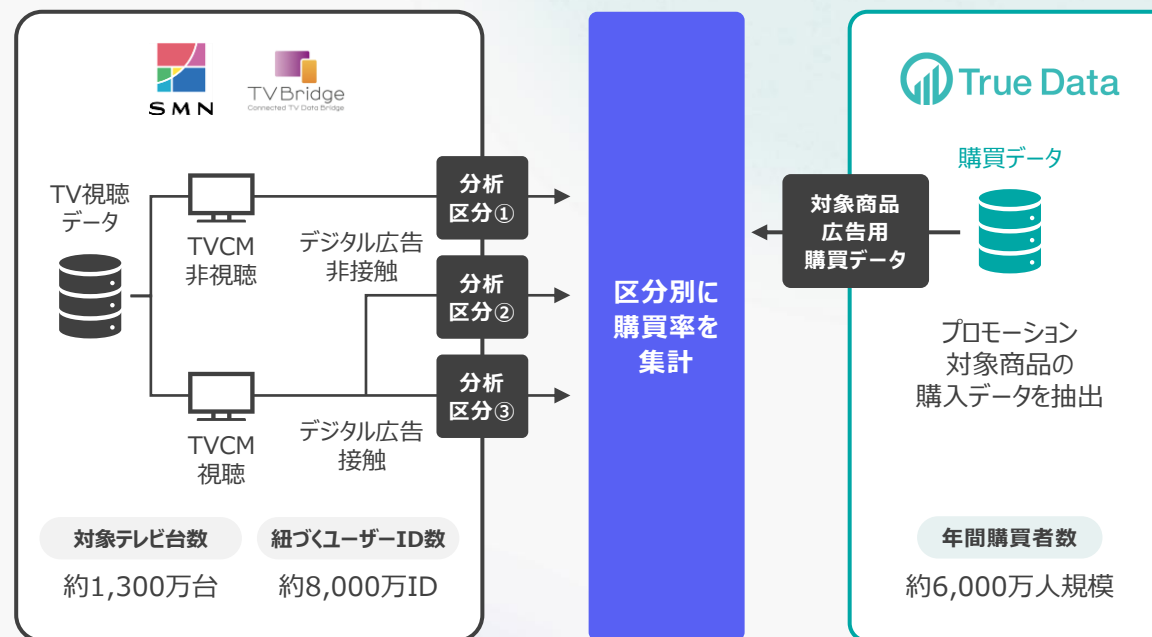 SMN
TVBridge
Connected TV Data Bridge
TV視聴
データ
TVCM
非視聴
デジタル広告
非接触
TVCM
視聴
デジタル広告
接触
分析
区分①
分析
区分②
分析
区分③
対象テレビ台数
約1,300万台
紐づくユーザーID数
約8,000万ID
区分別に
購買率を
集計
True Data
購買データ
対象商品
広告用
購買データ
プロモーション
対象商品の
購入データを抽出
年間購買者数
約6,000万人規模